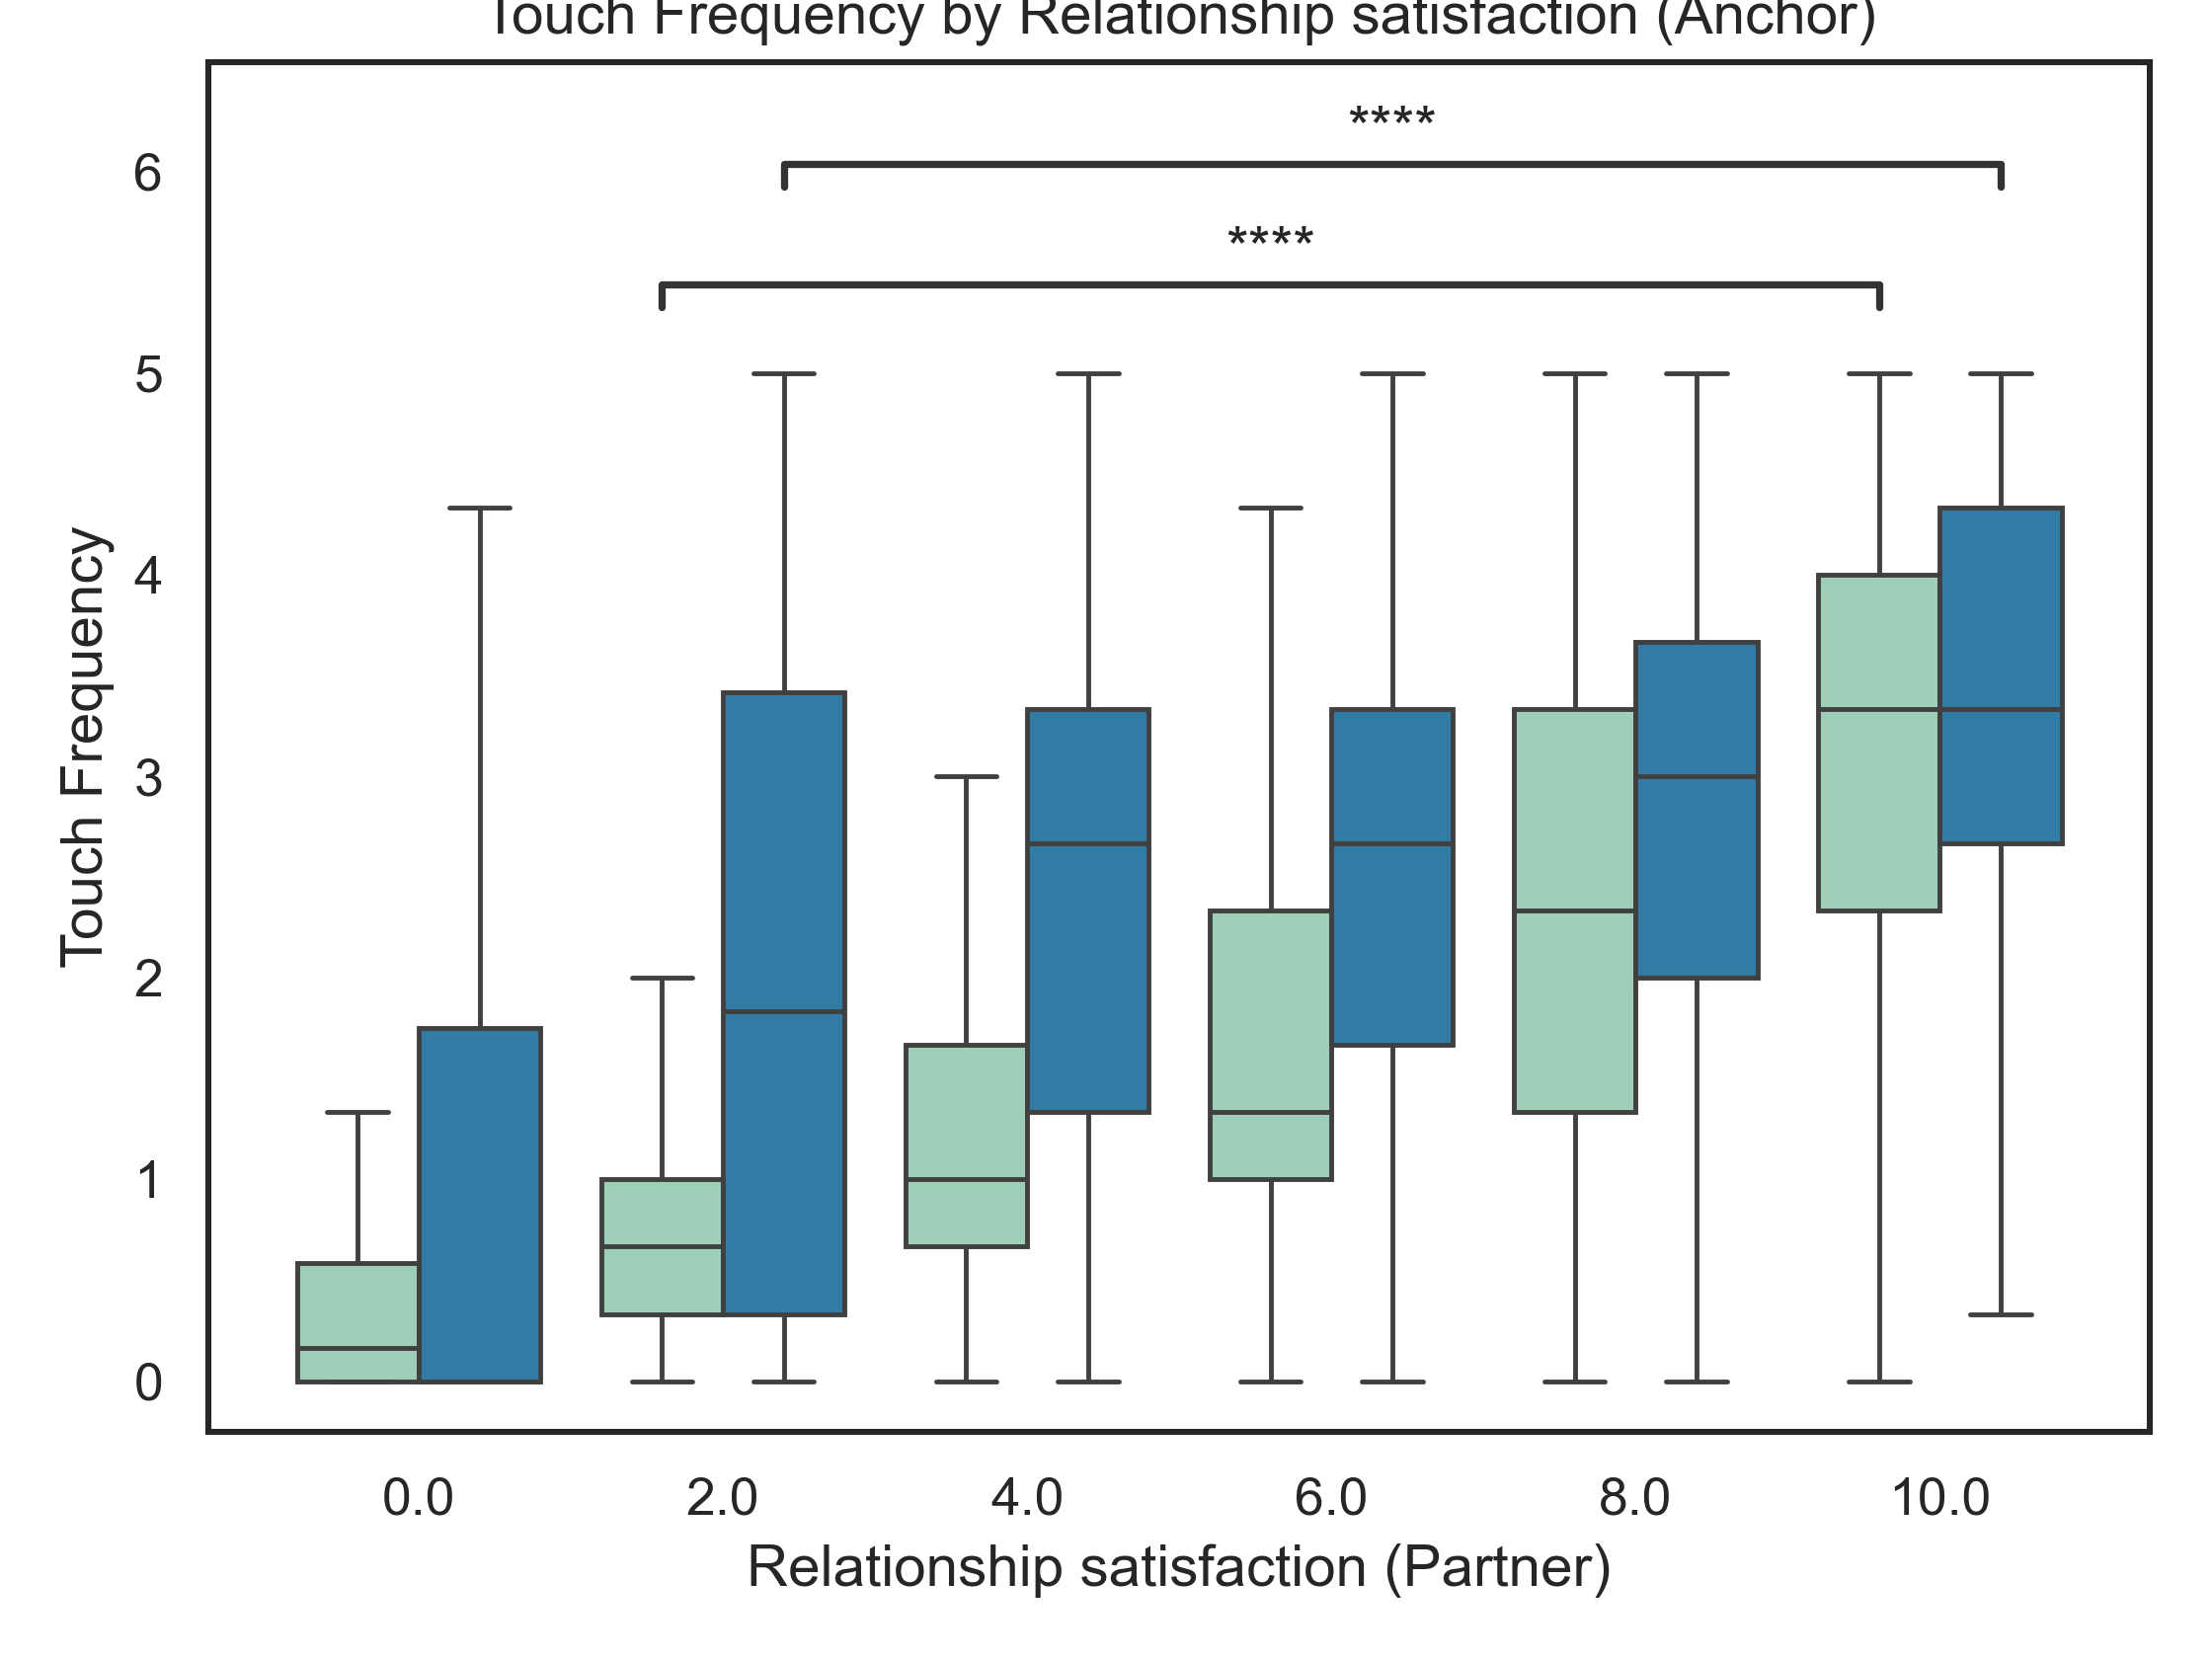 Touch Frequency by Relationship satisfaction (Anchor)
****
****
6
5
4
3
2
1
0
Touch Frequency
0.0 2.0 4.0 6.0 8.0 10.0
Relationship satisfaction (Partner)